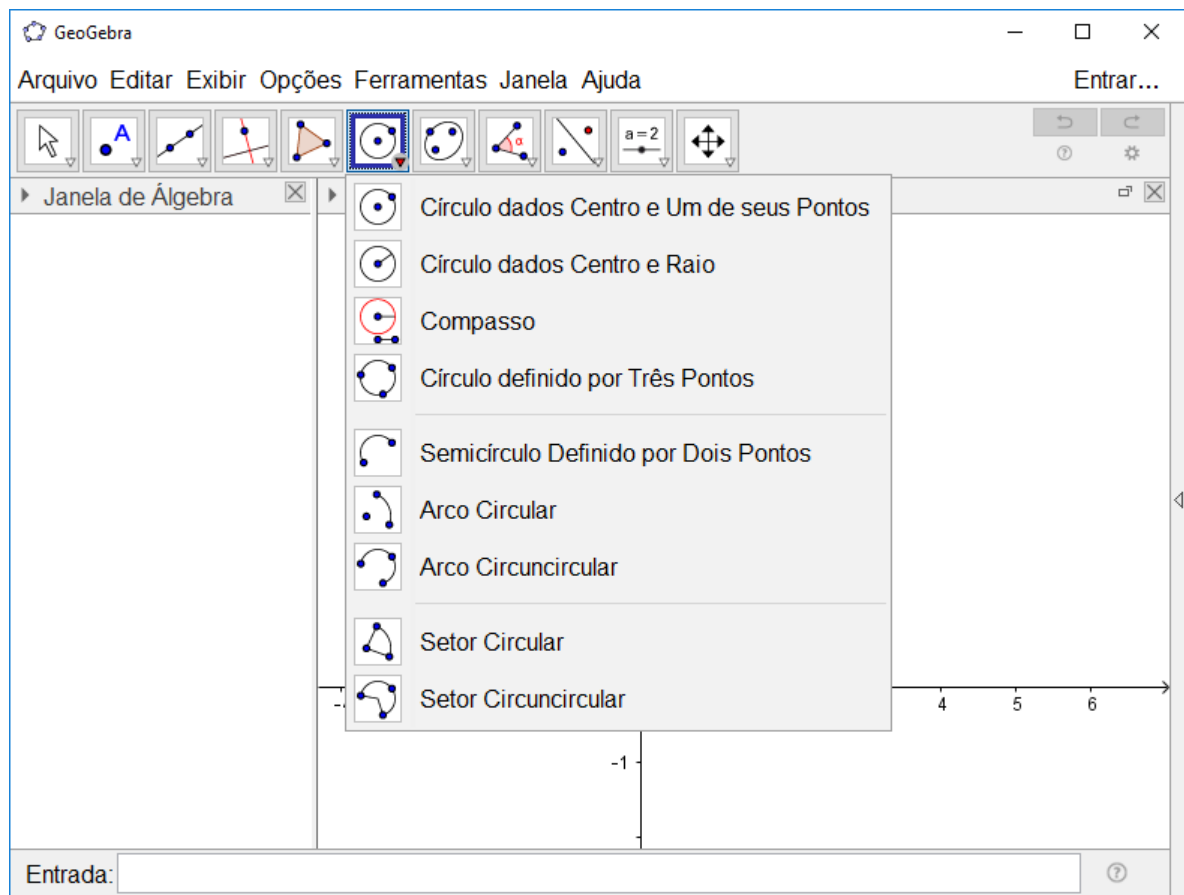 GeoGebra
Arquivo Editar Exibir Opções Ferramentas Janela Ajuda Entrar...
A α a = 2
Janela de Álgebra
Círculo dados Centro e Um de seus Pontos
Círculo dados Centro e Raio
Compasso
Círculo definido por Três Pontos
Semicírculo Definido por Dois Pontos
Arco Circular
Arco Circuncircular
Setor Circular
Setor Circuncircular
4 5 6
-1
Entrada: